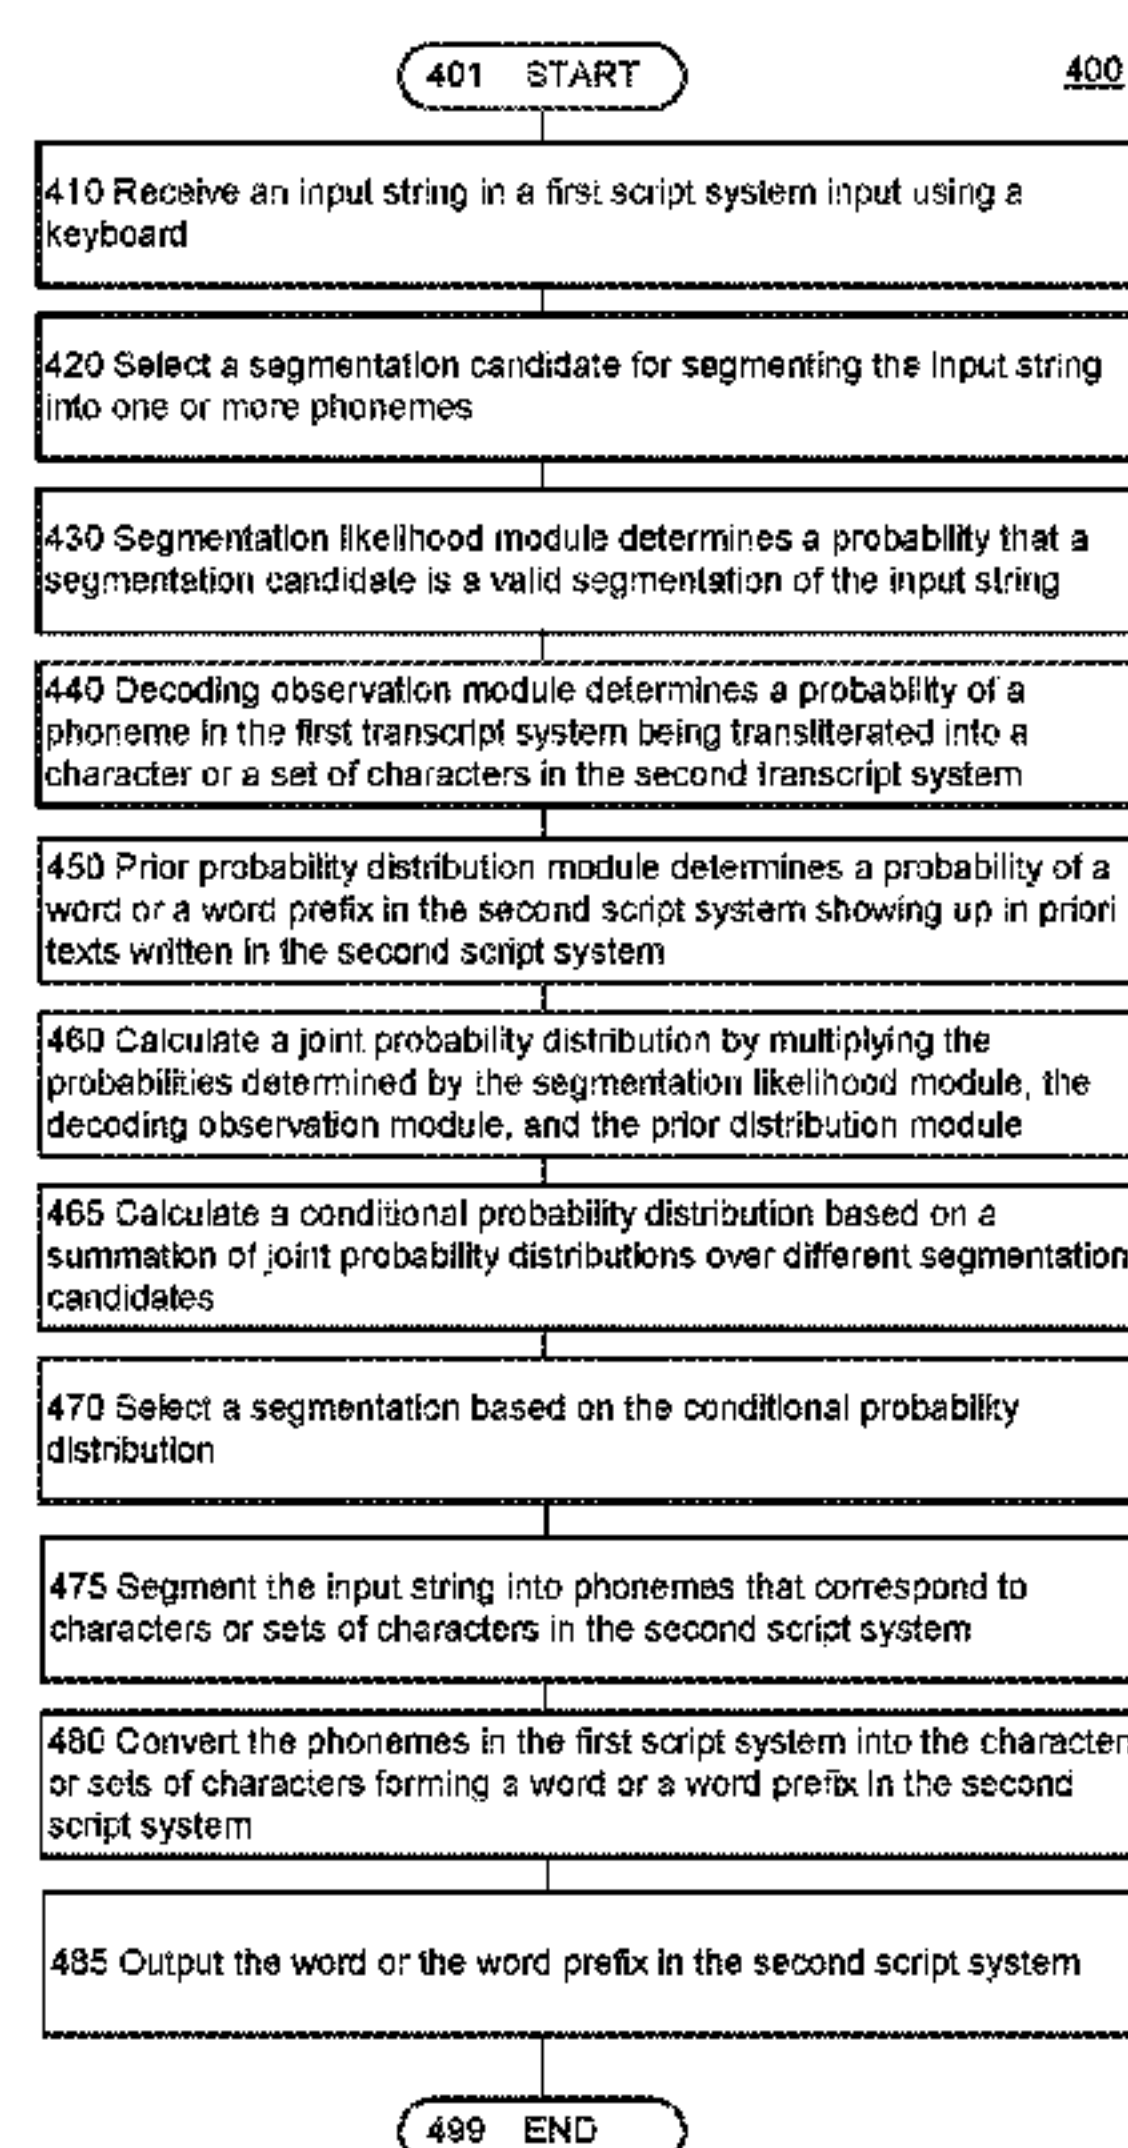 401 START
400
410 Receive an input string in a first script system input using a
keyboard
420 Select a segmentation candidate for segmenting the input string
into one or more phonemes
430 Segmentation likelihood module determines a probability that a
segmentation candidate is a valid segmentation of the input string
440 Decoding observation module determines a probability of a
phoneme in the first transcript system being transliterated into a
character or a set of characters in the second transcript system
450 Prior probability distribution module determines a probability of a
word or a word prefix in the second script system showing up in priori
texts written in the second script system
460 Calculate a joint probability distribution by multiplying the
probabilities determined by the segmentation likelihood module, the
decoding observation module, and the prior distribution module
465 Calculate a conditional probability distribution based on a
summation of joint probability distributions over different segmentation
candidates
470 Select a segmentation based on the conditional probability
distribution
475 Segment the input string into phonemes that correspond to
characters or sets of characters in the second script system
480 Convert the phonemes in the first script system into the character
or sets of characters forming a word or a word prefix in the second
script system
485 Output the word or the word prefix in the second script system
499 END